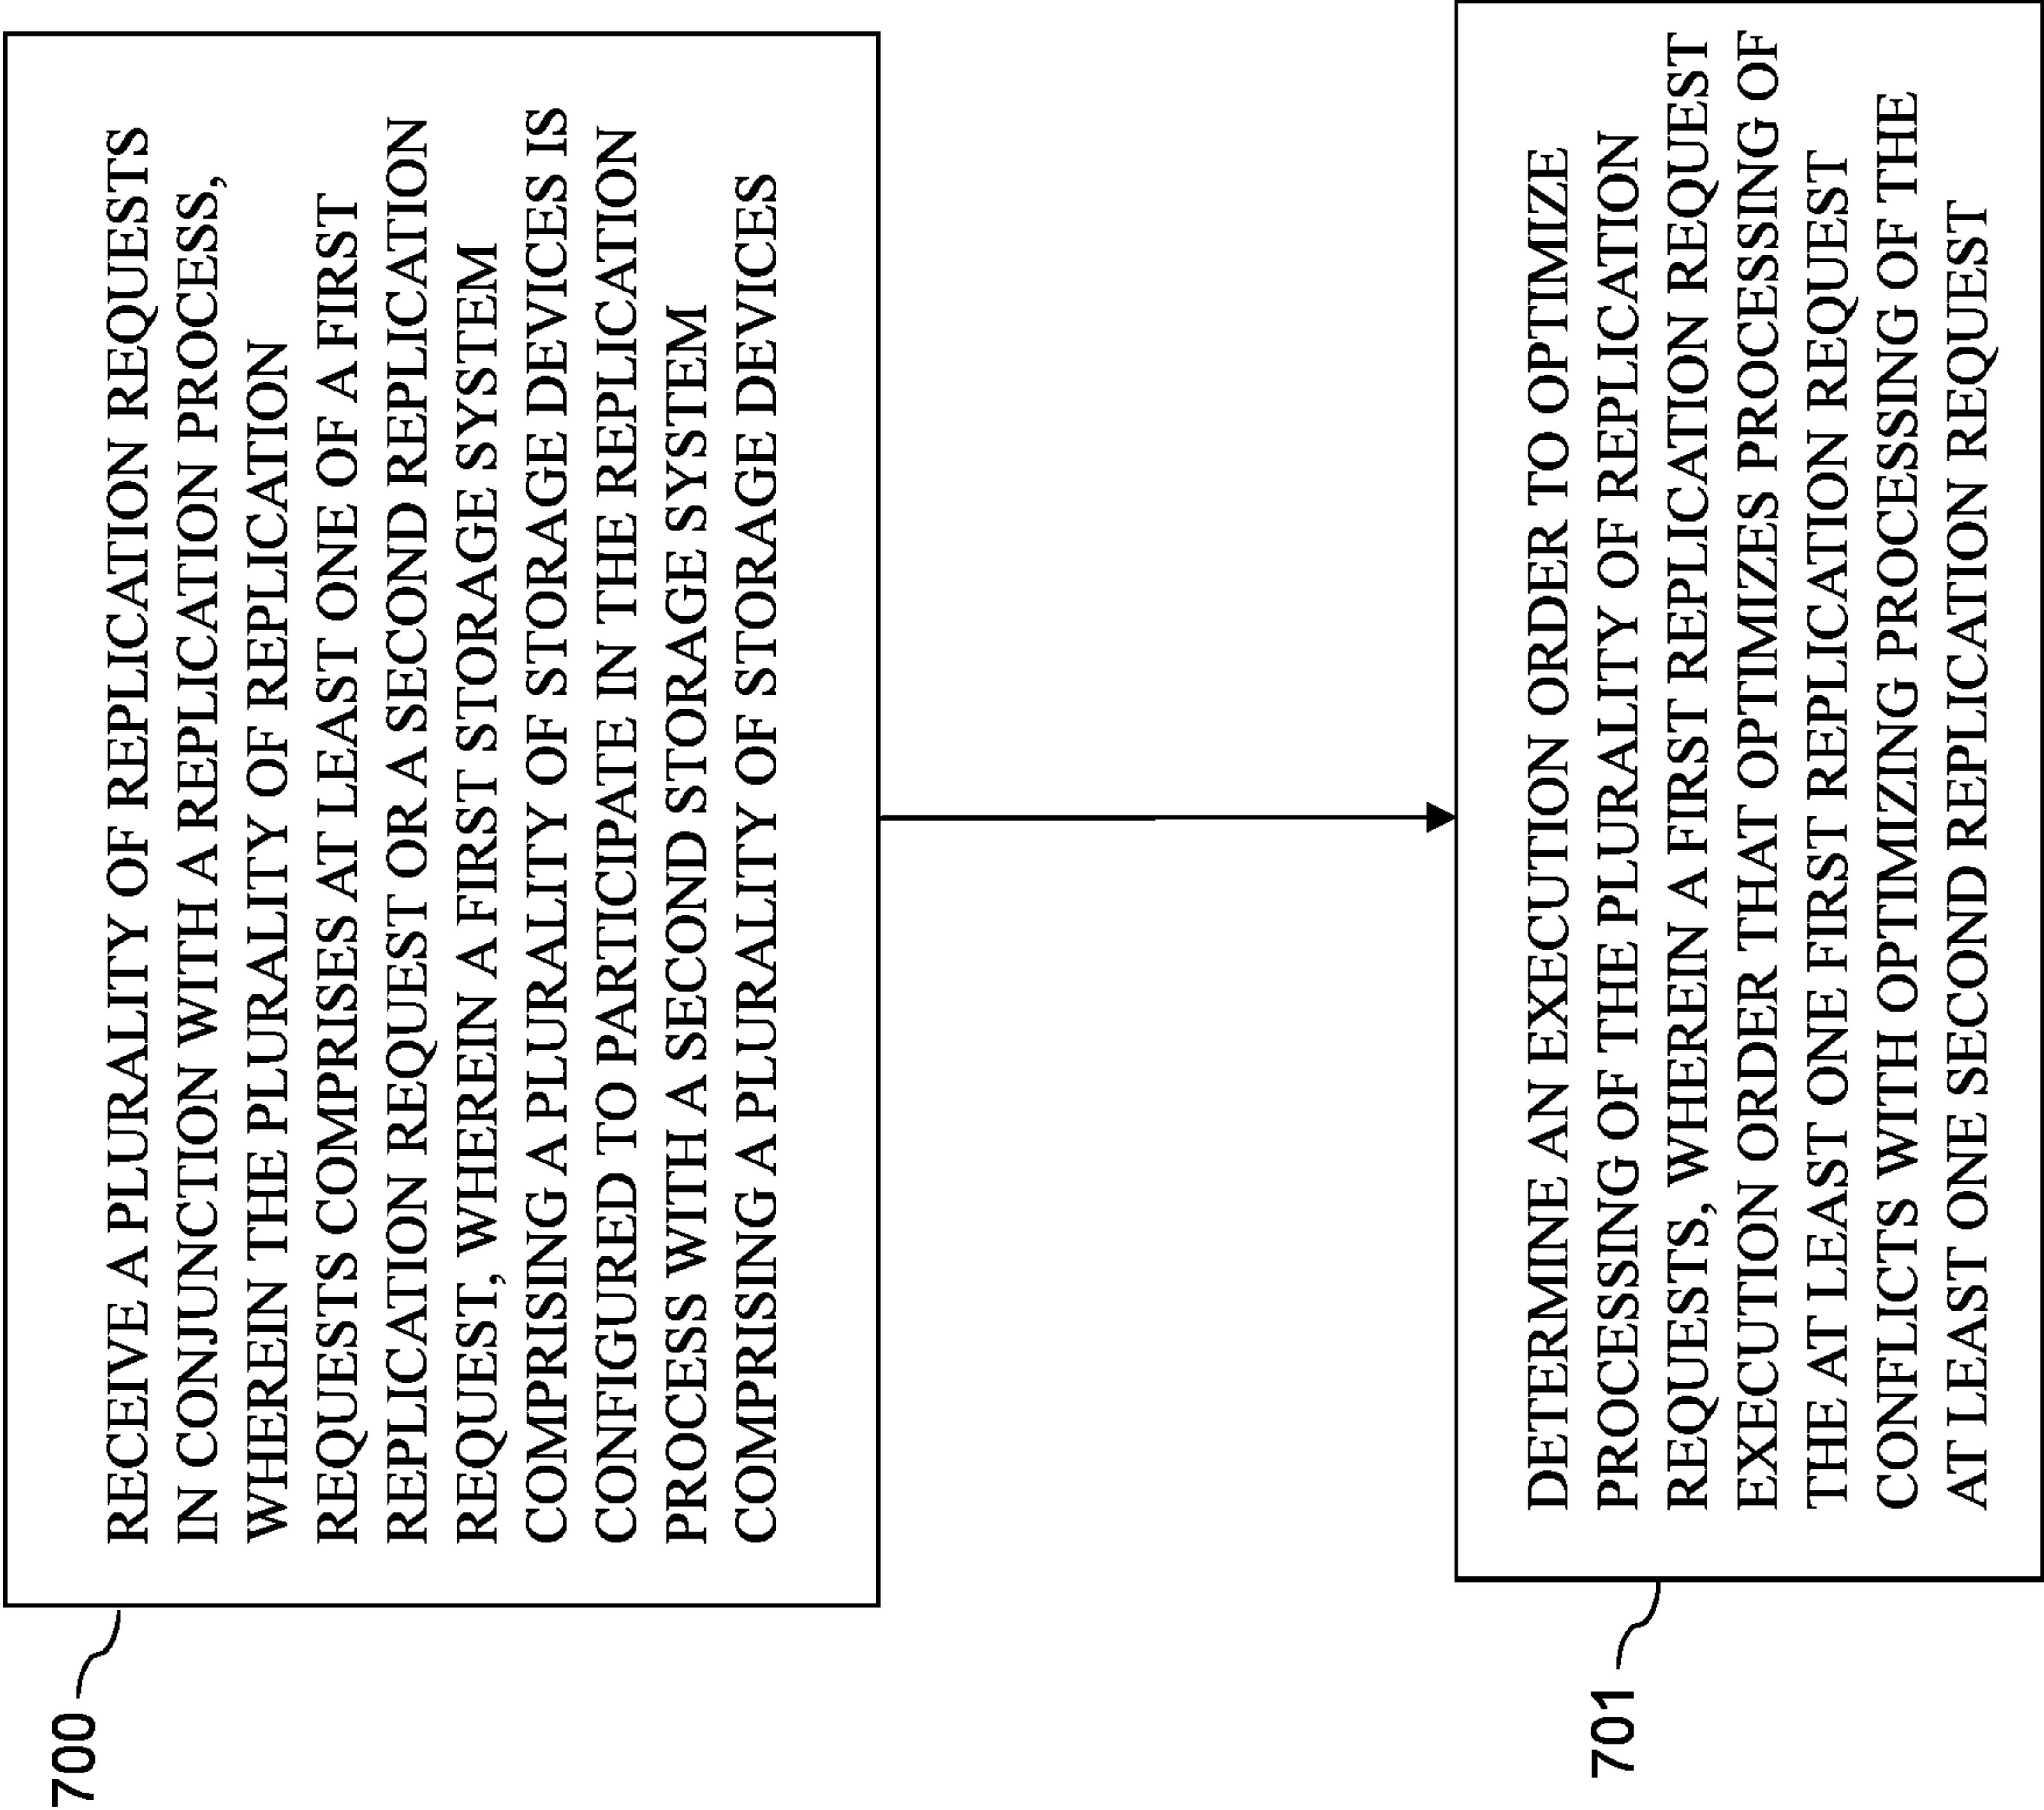 700
RECEIVE A PLURALITY OF REPLICATION REQUESTS
IN CONJUNCTION WITH A REPLICATION PROCESS,
WHEREIN THE PLURALITY OF REPLICATION
REQUESTS COMPRISES AT LEAST ONE OF A FIRST
REPLICATION REQUEST OR A SECOND REPLICATION
REQUEST, WHEREIN A FIRST STORAGE SYSTEM
COMPRISING A PLURALITY OF STORAGE DEVICES IS
CONFIGURED TO PARTICIPATE IN THE REPLICATION
PROCESS WITH A SECOND STORAGE SYSTEM
COMPRISING A PLURALITY OF STORAGE DEVICES
701
DETERMINE AN EXECUTION ORDER TO OPTIMIZE
PROCESSING OF THE PLURALITY OF REPLICATION
REQUESTS, WHEREIN A FIRST REPLICATION REQUEST
EXECUTION ORDER THAT OPTIMIZES PROCESSING OF
THE AT LEAST ONE FIRST REPLICATION REQUEST
CONFLICTS WITH OPTIMIZING PROCESSING OF THE
AT LEAST ONE SECOND REPLICATION REQUEST